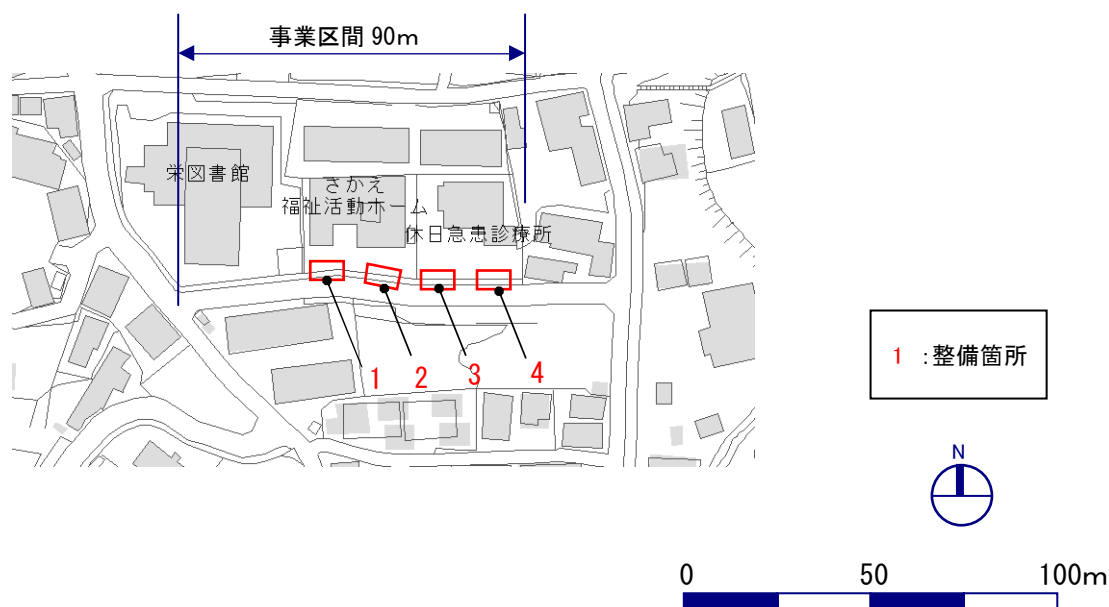 事業区間 90m
栄図書館
さかえ
福祉活動ホーム
休日急患診療所
1 2 3 4
1 :整備箇所
N
0 50 100m